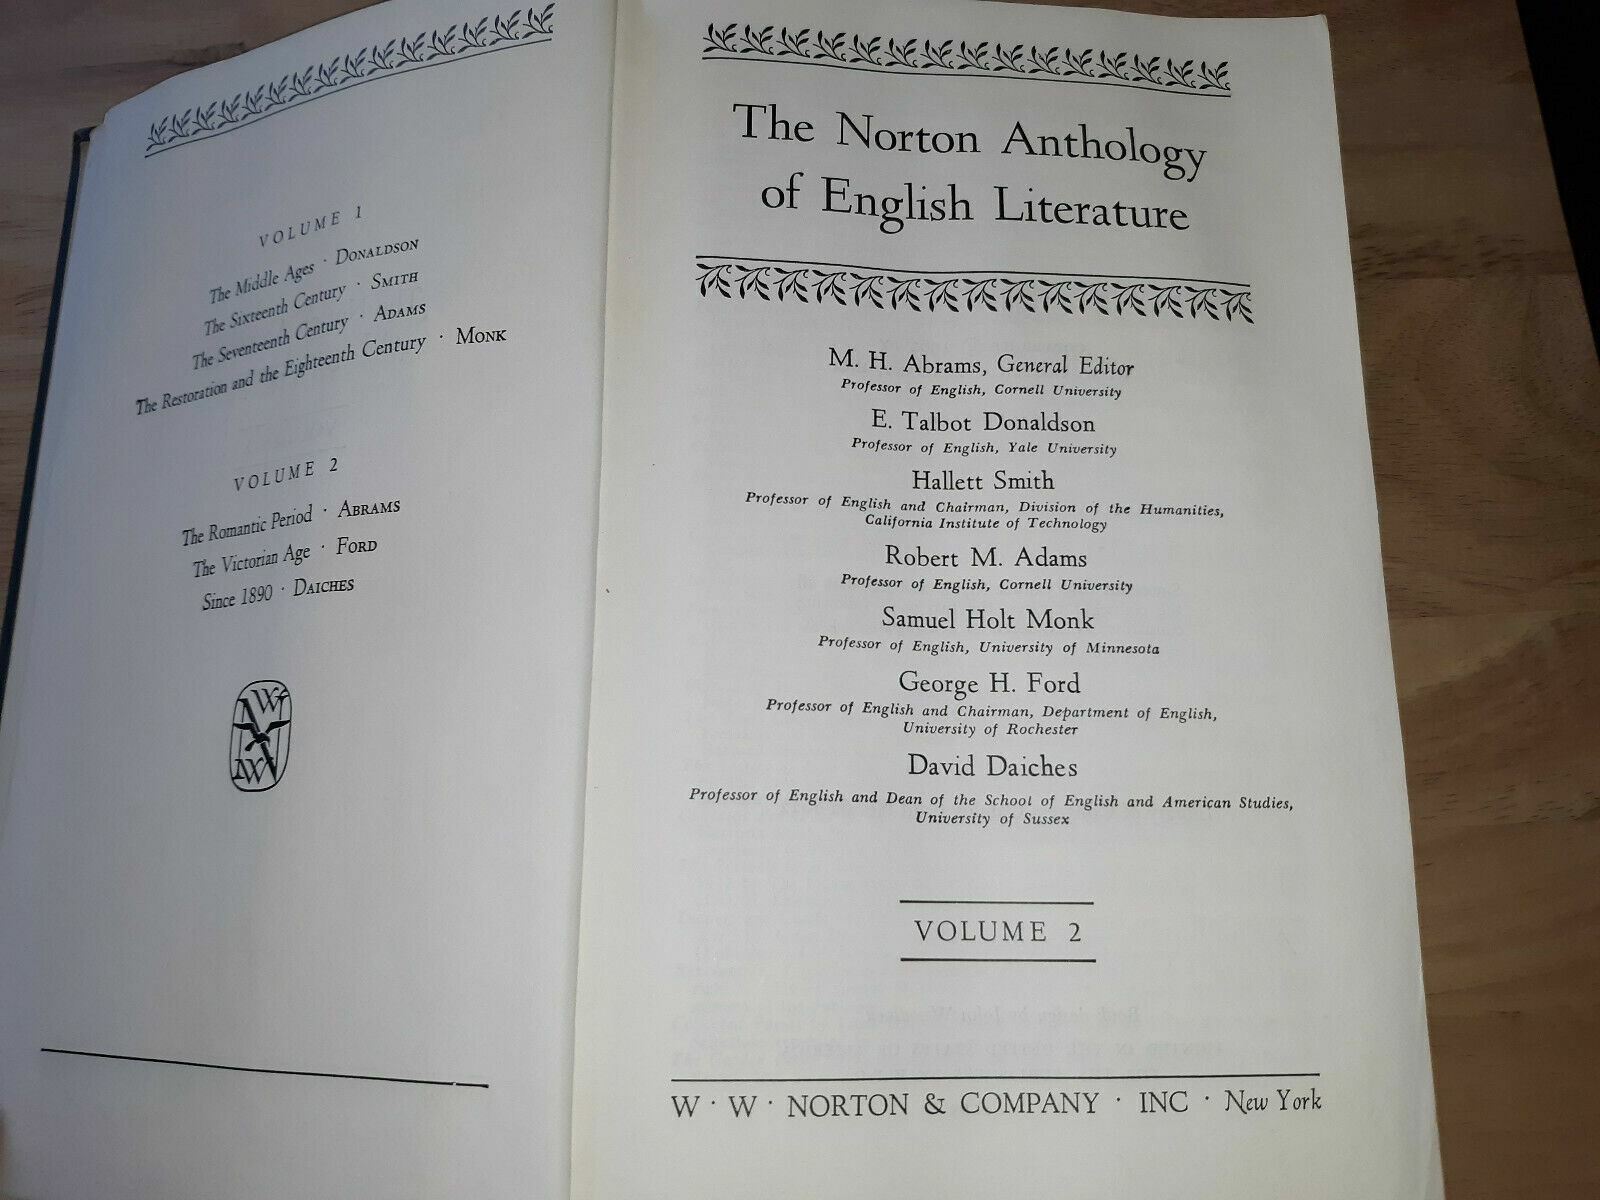 VOLUME 1
The Middle Ages · DONALDSON
The Sixteenth Century · SMITH
The Seventeenth Century · ADAMS
The Restoration and the Eighteenth Century · MONK
VOLUME 2
The Romantic Period · ABRAMS
The Victorian Age · FORD
Since 1890 · DAICHES
The Norton Anthology
of English Literature
M. H. Abrams, General Editor
Professor of English, Cornell University
E. Talbot Donaldson
Professor of English, Yale University
Hallett Smith
Professor of English and Chairman, Division of the Humanities,
California Institute of Technology
Robert M. Adams
Professor of English, Cornell University
Samuel Holt Monk
Professor of English, University of Minnesota
George H. Ford
Professor of English and Chairman, Department of English,
University of Rochester
David Daiches
Professor of English and Dean of the School of English and American Studies,
University of Sussex
VOLUME 2
W · W · NORTON & COMPANY · INC · New York